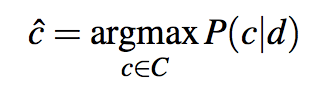 ĉ = argmax P(c|d)
c∈C